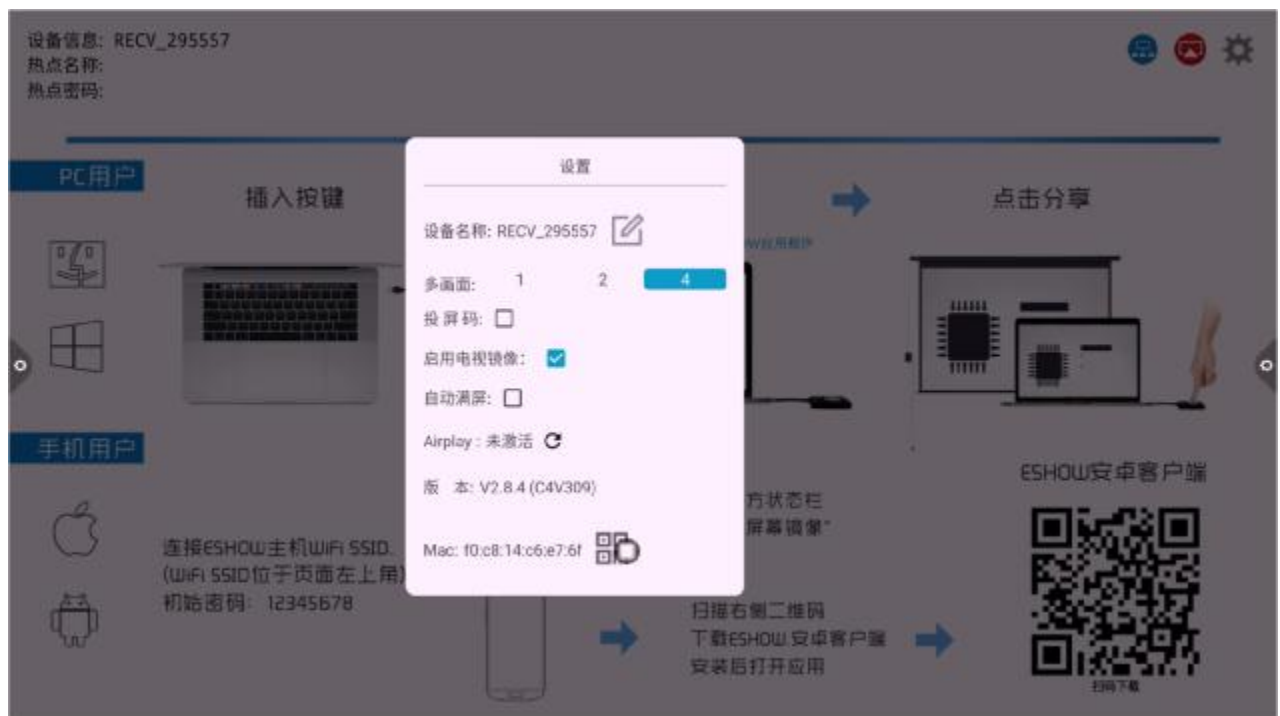 设备信息: RECV_295557
热点名称:
热点密码:
PC用户
插入按键
点击分享
设置
设备名称: RECV_295557
多画面: 1 2 4
投屏码:
启用电视镜像:
自动满屏:
Airplay : 未激活
版 本: V2.8.4 (C4V309)
Mac: f0:c8:14:c6:e7:6f
手机用户
连接ESHOW主机WiFi SSID.
(WiFi SSID位于页面左上角)
初始密码: 12345678
方状态栏
屏幕镜像"
扫描右侧二维码
下载ESHOW 安卓客户端
安装后打开应用
ESHOW安卓客户端
扫码下载